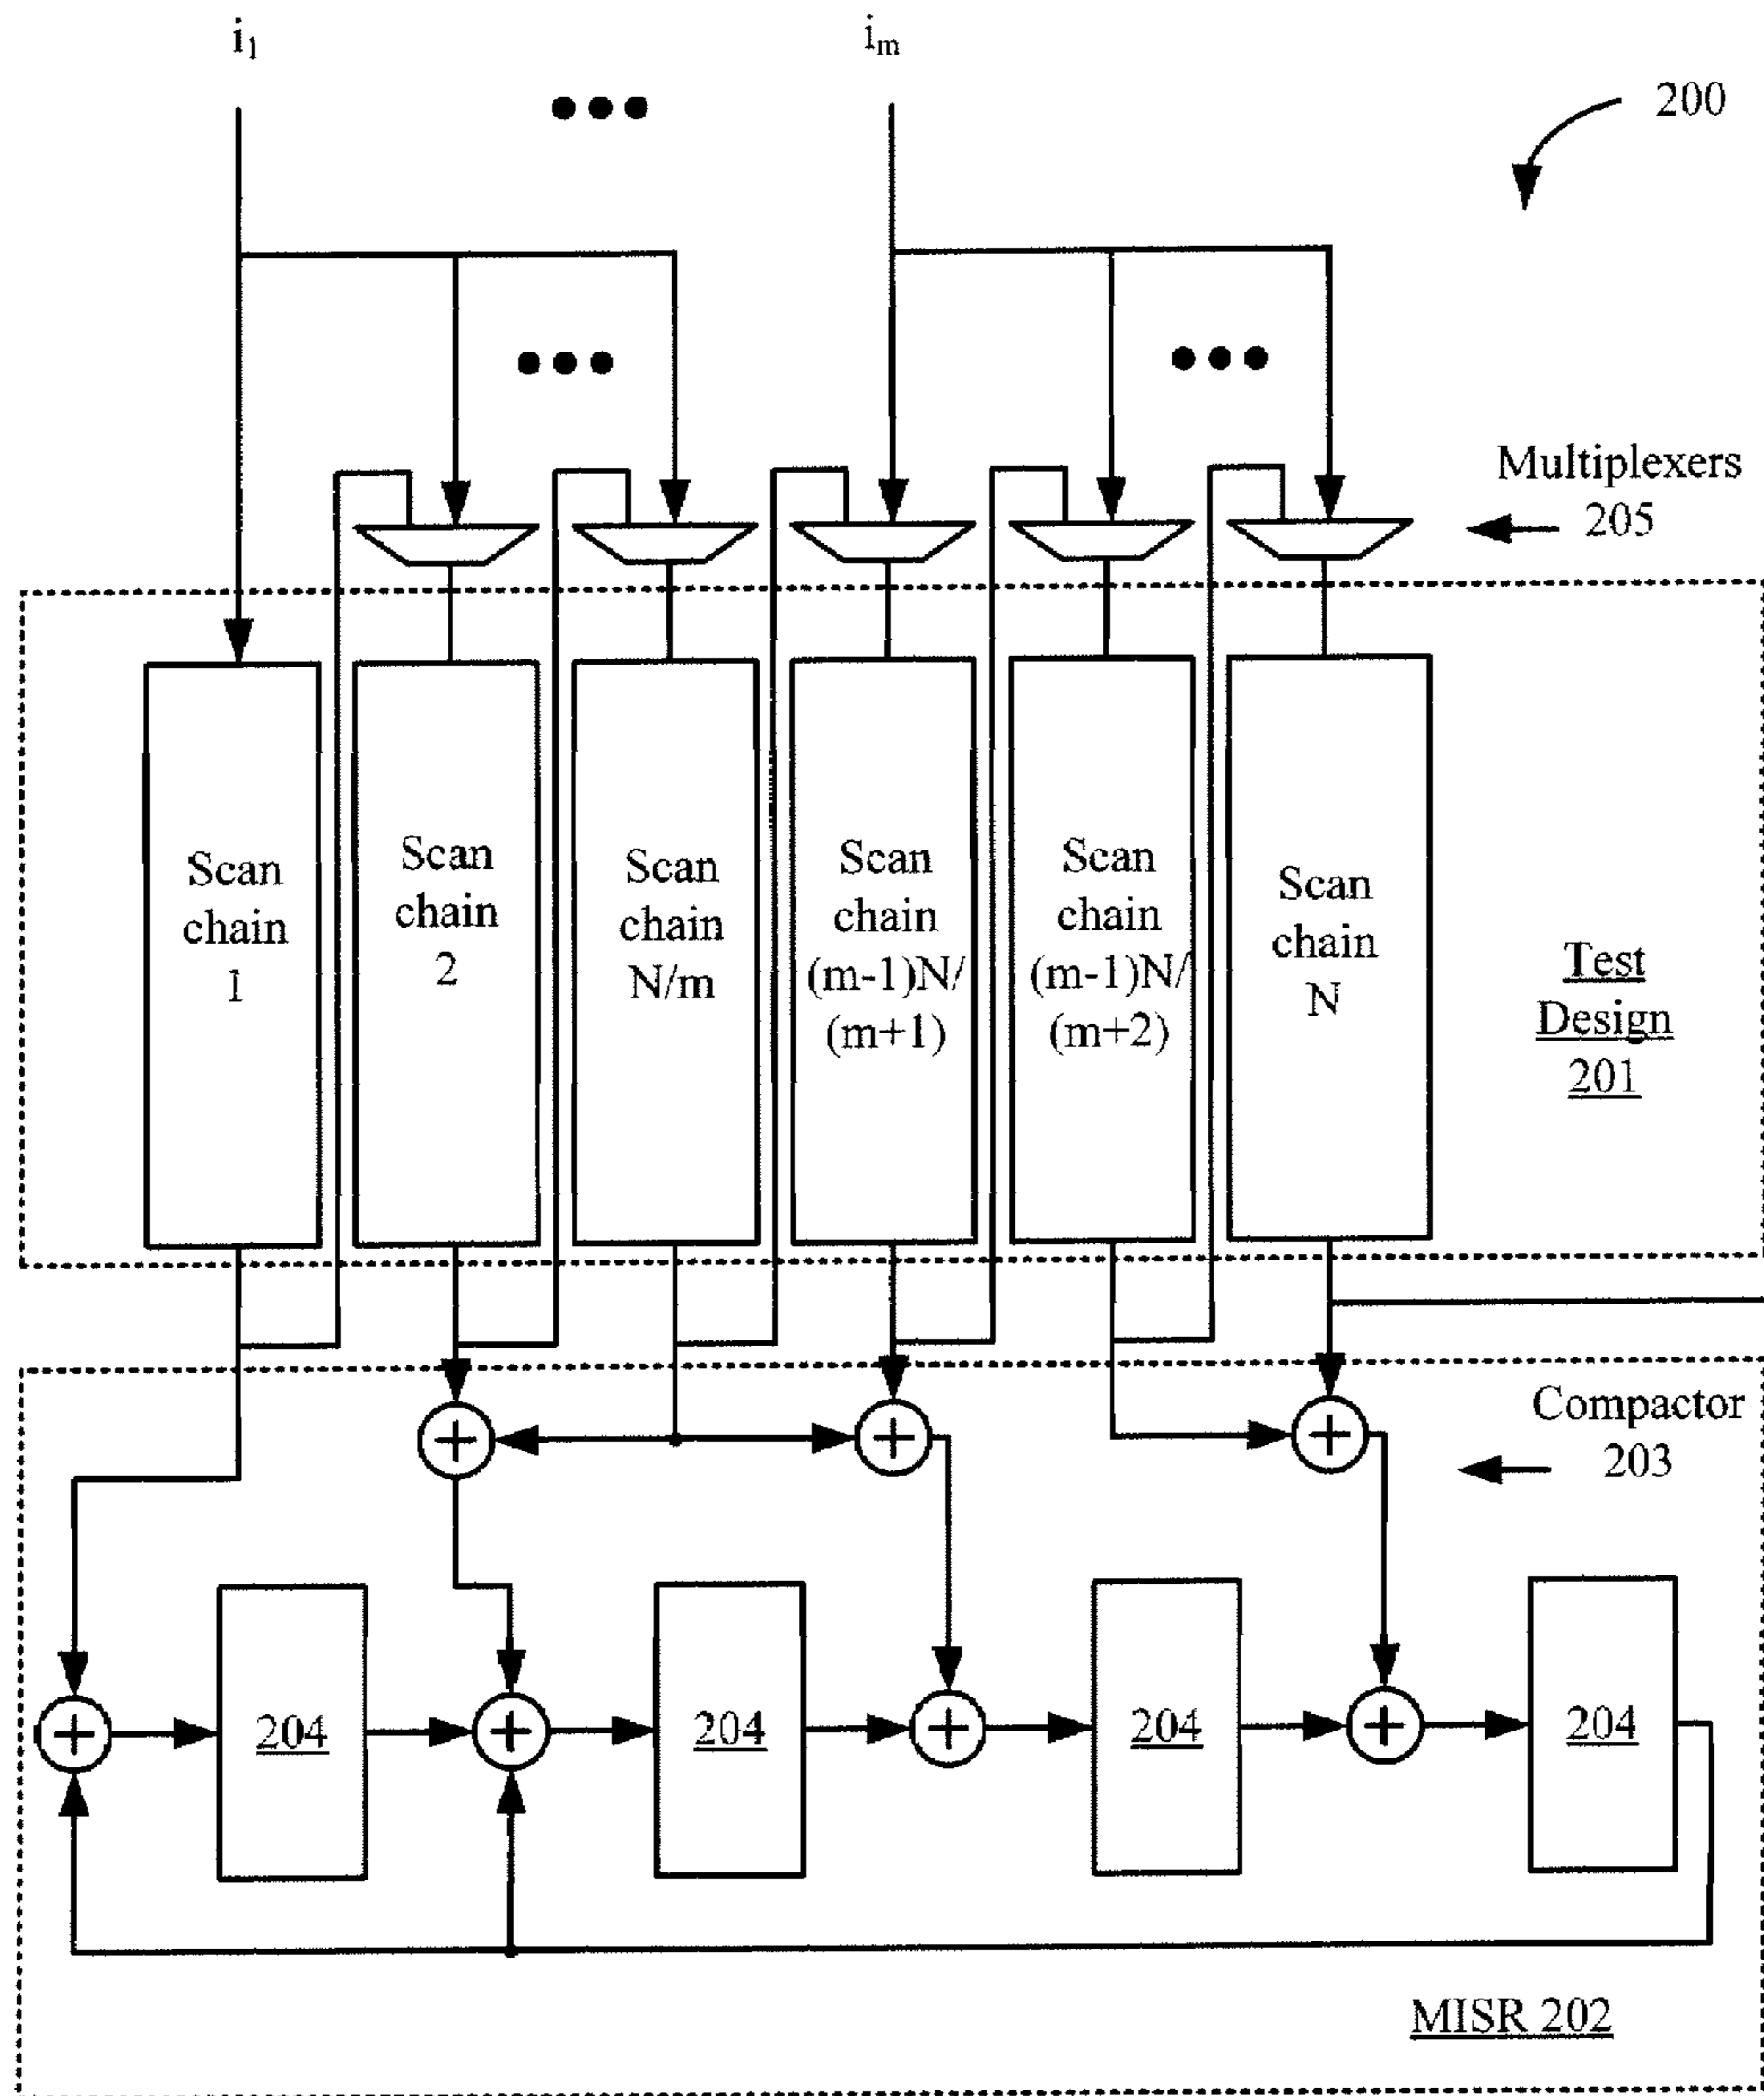 i1
im
200
Multiplexers
205
Scan
chain
1
Scan
chain
2
Scan
chain
N/m
Scan
chain
(m-1)N/
(m+1)
Scan
chain
(m-1)N/
(m+2)
Scan
chain
N
Test
Design
201
Compactor
203
204
204
204
204
MISR 202